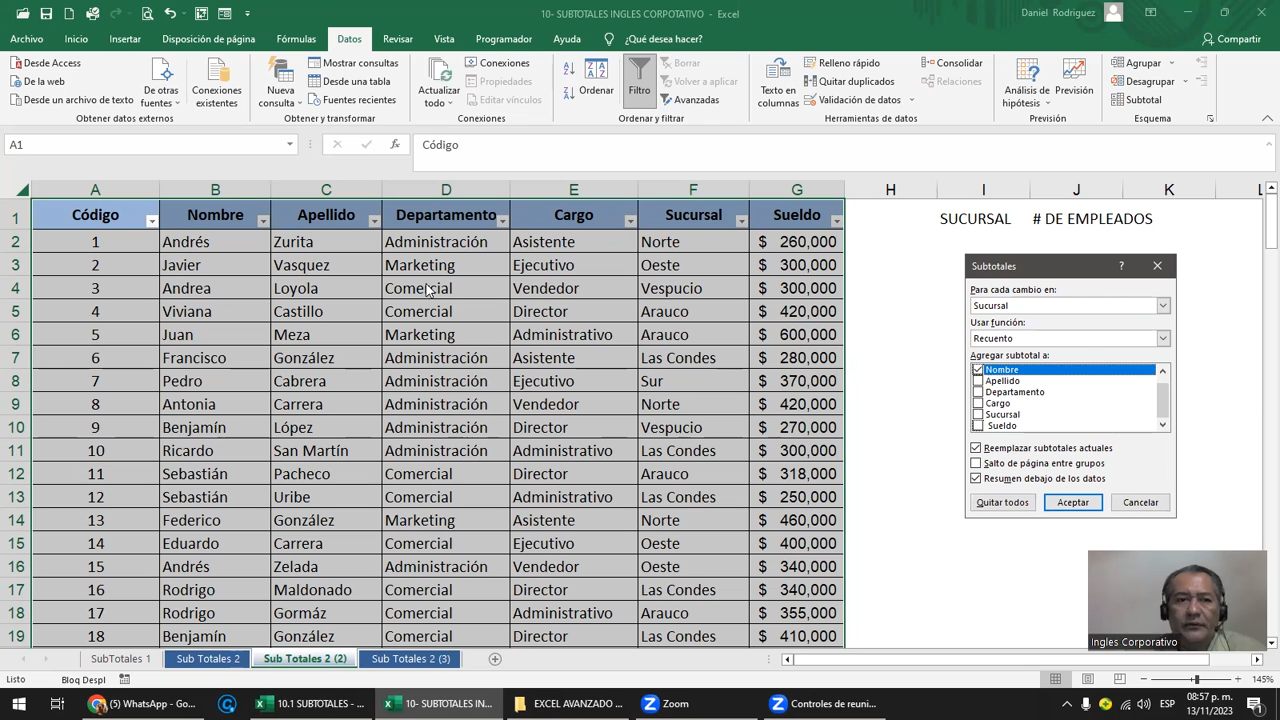 10- SUBTOTALES INGLES CORPOTATIVO - Excel
Daniel Rodriguez
Archivo Inicio Insertar Disposición de página Fórmulas Datos Revisar Vista Programador Ayuda ¿Qué desea hacer? Compartir
Desde Access
De la web
Desde un archivo de texto
De otras fuentes
Conexiones existentes
Obtener datos externos
Nueva consulta
Mostrar consultas
Desde una tabla
Fuentes recientes
Obtener y transformar
Actualizar todo
Conexiones
Propiedades
Editar vínculos
Conexiones
Ordenar
Filtro
Borrar
Volver a aplicar
Avanzadas
Ordenar y filtrar
Texto en columnas
Relleno rápido
Quitar duplicados
Validación de datos
Consolidar
Relaciones
Herramientas de datos
Análisis de hipótesis
Previsión
Previsión
Agrupar
Desagrupar
Subtotal
Esquema
A1 fx Código
A B C D E F G H I J K L
1 Código Nombre Apellido Departamento Cargo Sucursal Sueldo SUCURSAL # DE EMPLEADOS
2 1 Andrés Zurita Administración Asistente Norte $ 260,000
3 2 Javier Vasquez Marketing Ejecutivo Oeste $ 300,000
4 3 Andrea Loyola Comercial Vendedor Vespucio $ 300,000
5 4 Viviana Castillo Comercial Director Arauco $ 420,000
6 5 Juan Meza Marketing Administrativo Arauco $ 600,000
7 6 Francisco González Administración Asistente Las Condes $ 280,000
8 7 Pedro Cabrera Administración Ejecutivo Sur $ 370,000
9 8 Antonia Carrera Administración Vendedor Norte $ 420,000
10 9 Benjamín López Administración Director Vespucio $ 270,000
11 10 Ricardo San Martín Administración Administrativo Las Condes $ 300,000
12 11 Sebastián Pacheco Comercial Director Arauco $ 318,000
13 12 Sebastián Uribe Comercial Administrativo Las Condes $ 250,000
14 13 Federico González Marketing Asistente Norte $ 460,000
15 14 Eduardo Carrera Comercial Ejecutivo Oeste $ 400,000
16 15 Andrés Zelada Comercial Vendedor Oeste $ 340,000
17 16 Rodrigo Maldonado Comercial Director Las Condes $ 340,000
18 17 Rodrigo Gormáz Comercial Administrativo Arauco $ 355,000
19 18 Benjamín González Comercial Director Las Condes $ 410,000
Subtotales ?
Para cada cambio en:
Sucursal
Usar función:
Recuento
Agregar subtotal a:
Nombre
Apellido
Departamento
Cargo
Sucursal
Sueldo
Reemplazar subtotales actuales
Salto de página entre grupos
Resumen debajo de los datos
Quitar todos Aceptar Cancelar
Ingles Corporativo
SubTotales 1 Sub Totales 2 Sub Totales 2 (2) Sub Totales 2 (3)
Listo Bloq Despl 145%
(5) WhatsApp - Go... 10.1 SUBTOTALES - ... 10- SUBTOTALES IN... EXCEL AVANZADO ... Zoom Controles de reuni... ESP 08:57 p. m.
13/11/2023